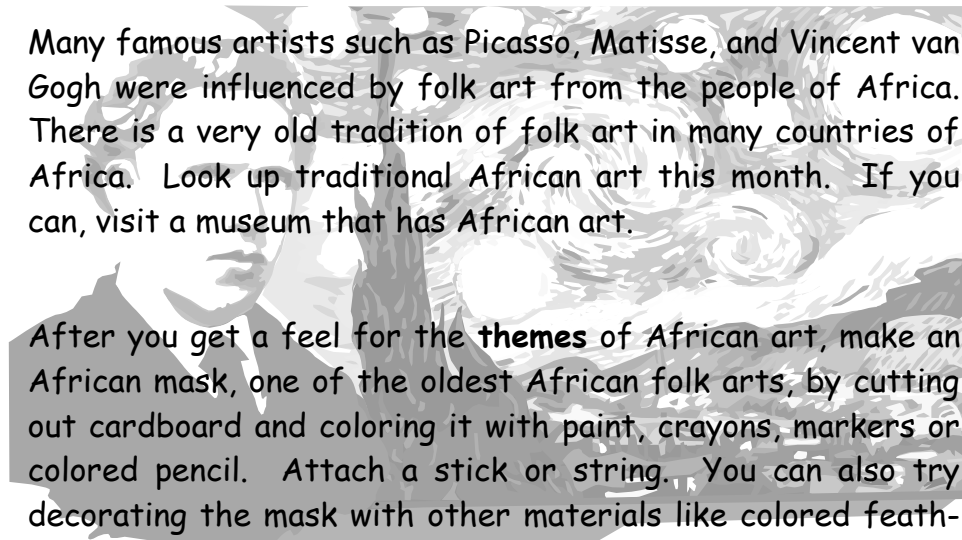 Many famous artists such as Picasso, Matisse, and Vincent van
Gogh were influenced by folk art from the people of Africa.
There is a very old tradition of folk art in many countries of
Africa. Look up traditional African art this month. If you
can, visit a museum that has African art.
After you get a feel for the themes of African art, make an
African mask, one of the oldest African folk arts, by cutting
out cardboard and coloring it with paint, crayons, markers or
colored pencil. Attach a stick or string. You can also try
decorating the mask with other materials like colored feath-